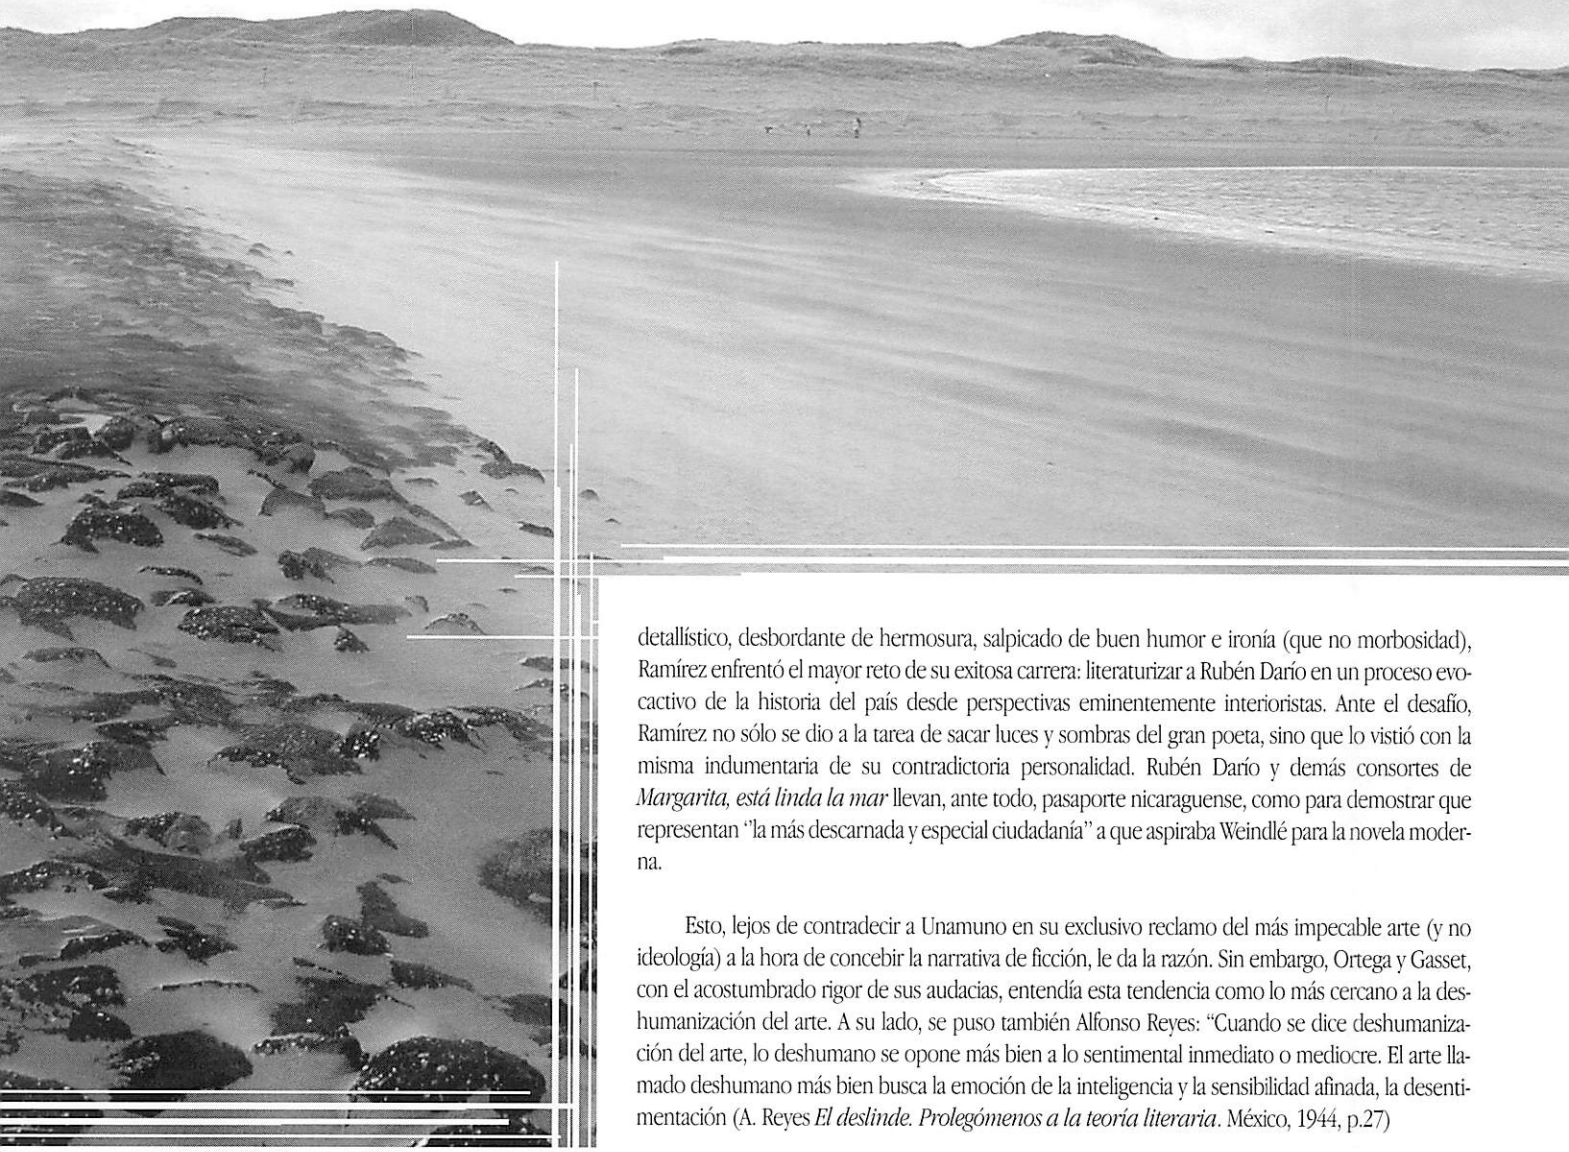 detallístico, desbordante de hermosura, salpicado de buen humor e ironía (que no morbosidad),
Ramírez enfrentó el mayor reto de su exitosa carrera: literaturizar a Rubén Darío en un proceso evo-
cactivo de la historia del país desde perspectivas eminentemente interioristas. Ante el desafío,
Ramírez no sólo se dio a la tarea de sacar luces y sombras del gran poeta, sino que lo vistió con la
misma indumentaria de su contradictoria personalidad. Rubén Darío y demás consortes de
Margarita, está linda la mar llevan, ante todo, pasaporte nicaraguense, como para demostrar que
representan “la más descarnada y especial ciudadanía” a que aspiraba Weindlé para la novela moder-
na.
Esto, lejos de contradecir a Unamuno en su exclusivo reclamo del más impecable arte (y no
ideología) a la hora de concebir la narrativa de ficción, le da la razón. Sin embargo, Ortega y Gasset,
con el acostumbrado rigor de sus audacias, entendía esta tendencia como lo más cercano a la des-
humanización del arte. A su lado, se puso también Alfonso Reyes: “Cuando se dice deshumaniza-
ción del arte, lo deshumano se opone más bien a lo sentimental inmediato o mediocre. El arte lla-
mado deshumano más bien busca la emoción de la inteligencia y la sensibilidad afinada, la desenti-
mentación (A. Reyes El deslinde. Prolegómenos a la teoría literaria. México, 1944, p.27)